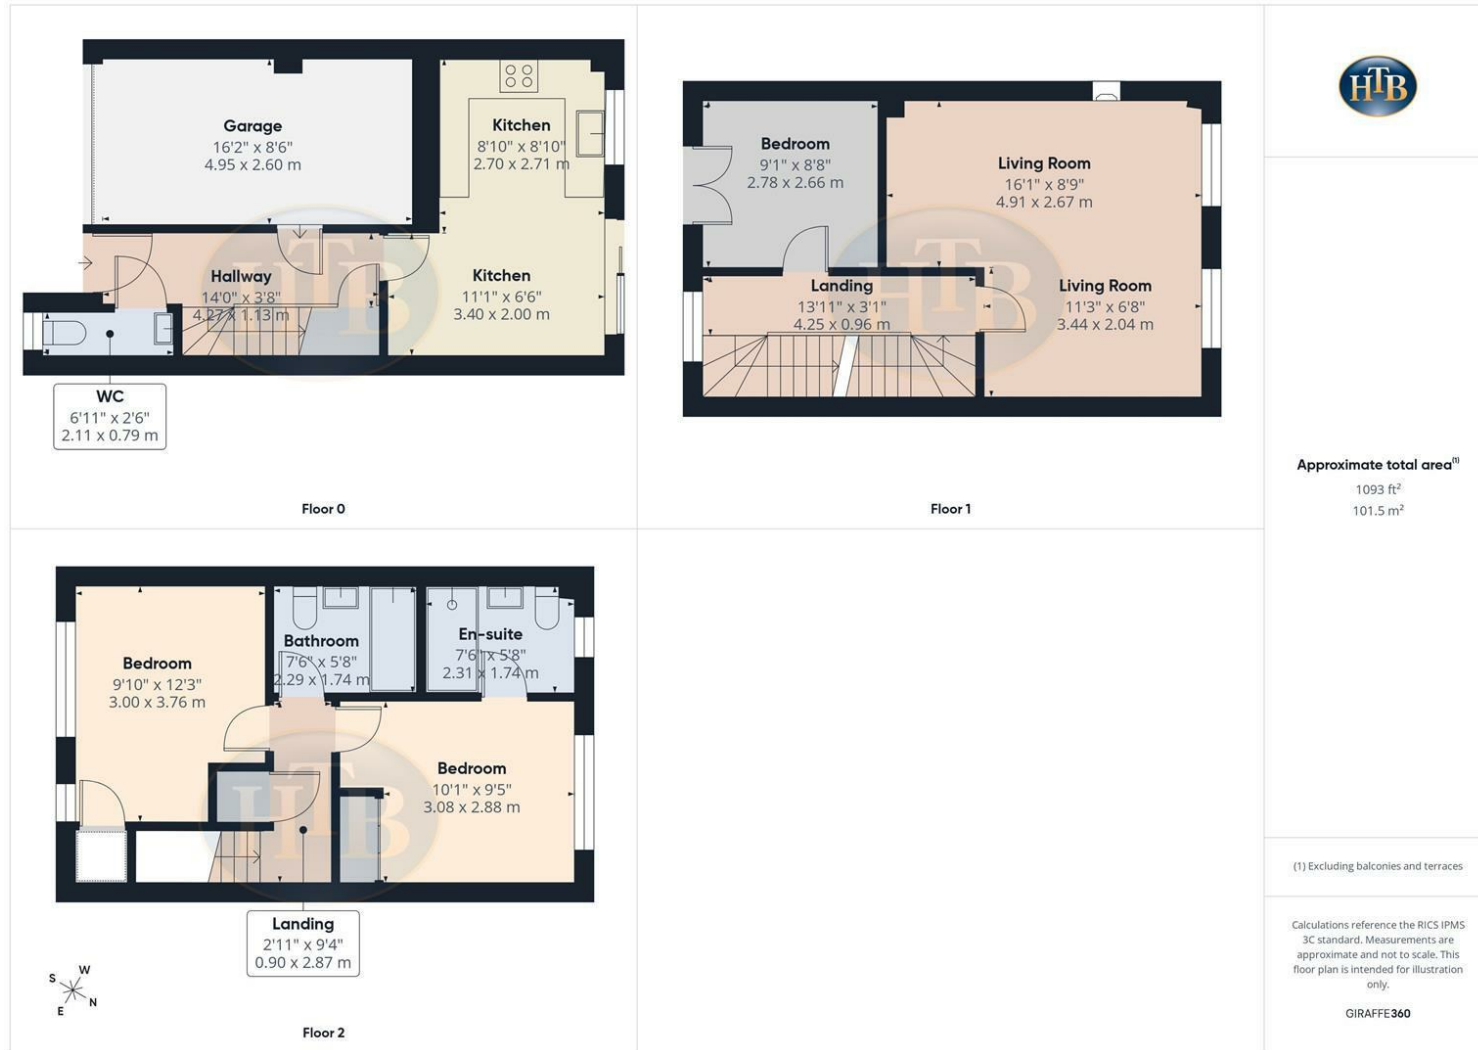 Garage
16'2" x 8'6"
4.95 x 2.60 m
Kitchen
8'10" x 8'10"
2.70 x 2.71 m
Hallway
14'0" x 3'8"
4.27 x 1.13 m
Kitchen
11'1" x 6'6"
3.40 x 2.00 m
WC
6'11" x 2'6"
2.11 x 0.79 m
HTB
Floor 0
Bedroom
9'1" x 8'8"
2.78 x 2.66 m
Living Room
16'1" x 8'9"
4.91 x 2.67 m
Landing
13'11" x 3'1"
4.25 x 0.96 m
Living Room
11'3" x 6'8"
3.44 x 2.04 m
HTB
Floor 1
Bedroom
9'10" x 12'3"
3.00 x 3.76 m
Bathroom
7'6" x 5'8"
2.29 x 1.74 m
En-suite
7'6" x 5'8"
2.31 x 1.74 m
Bedroom
10'1" x 9'5"
3.08 x 2.88 m
Landing
2'11" x 9'4"
0.90 x 2.87 m
HTB
S W
E N
Floor 2
HTB
Approximate total area(1)
1093 ft²
101.5 m²
(1) Excluding balconies and terraces
Calculations reference the RICS IPMS
3C standard. Measurements are
approximate and not to scale. This
floor plan is intended for illustration
only.
GIRAFFE360